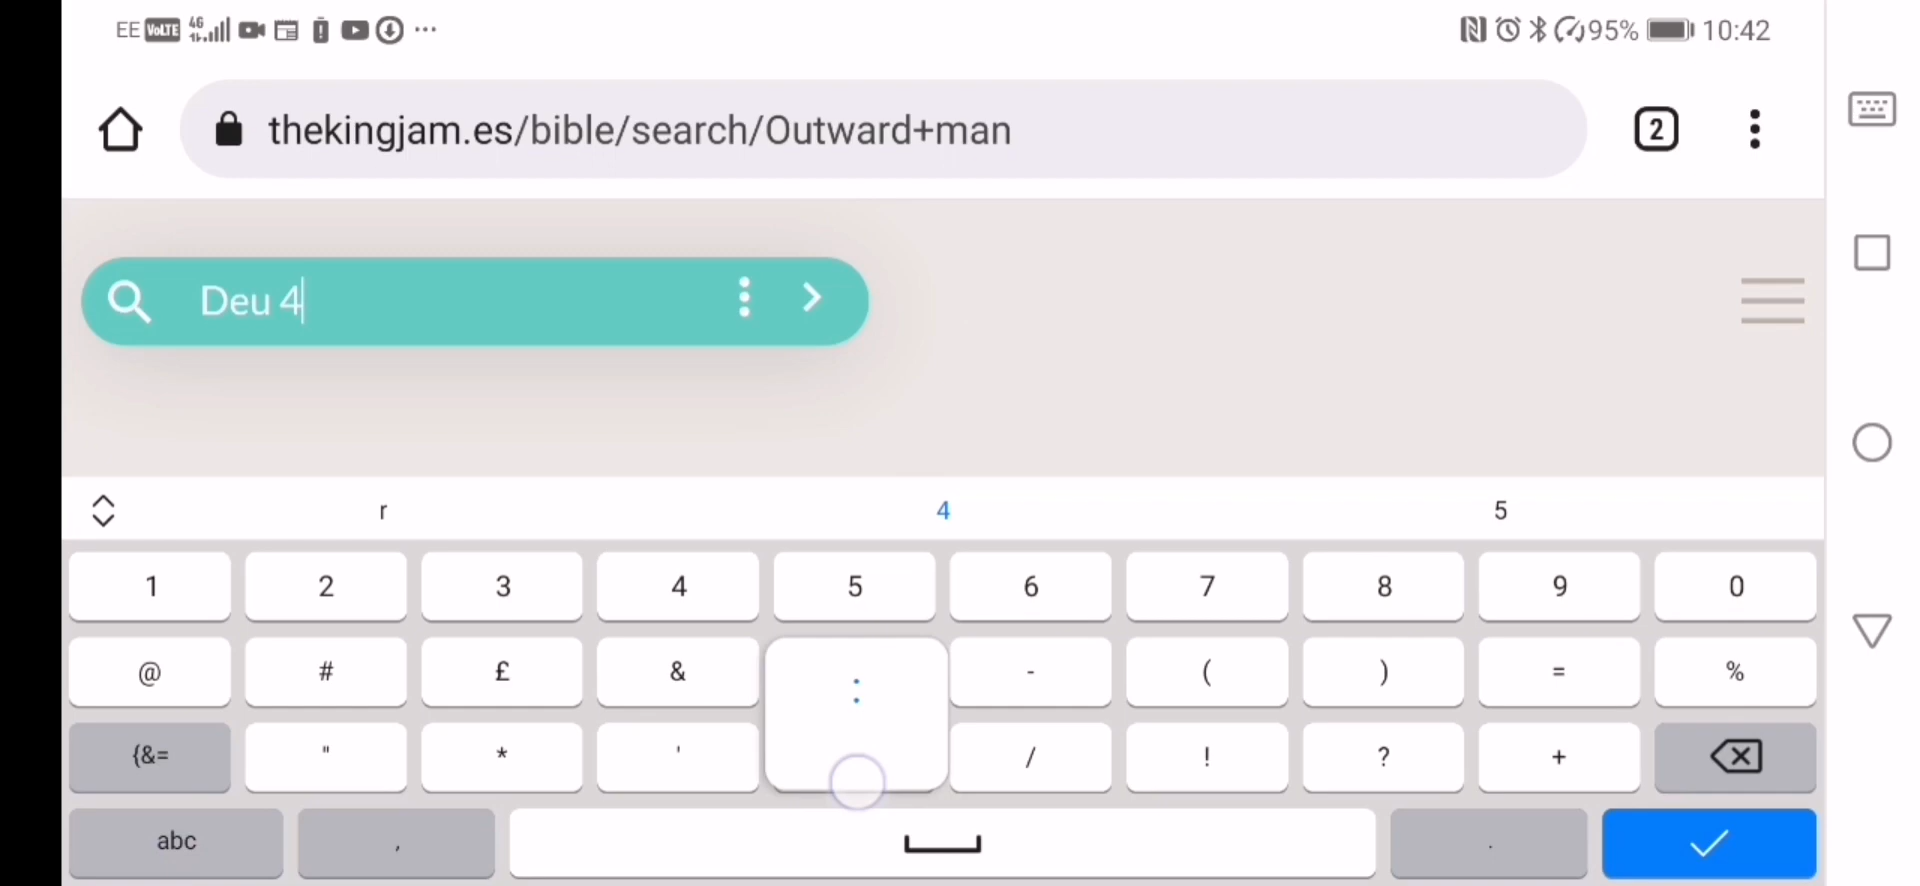 EE VoLTE 4G ... 95% 10:42
thekingjam.es/bible/search/Outward+man 2
Deu 4
r 4 5
1 2 3 4 5 6 7 8 9 0
@ # £ & : - ( ) = %
{&= " * ' / ! ? +
abc , .